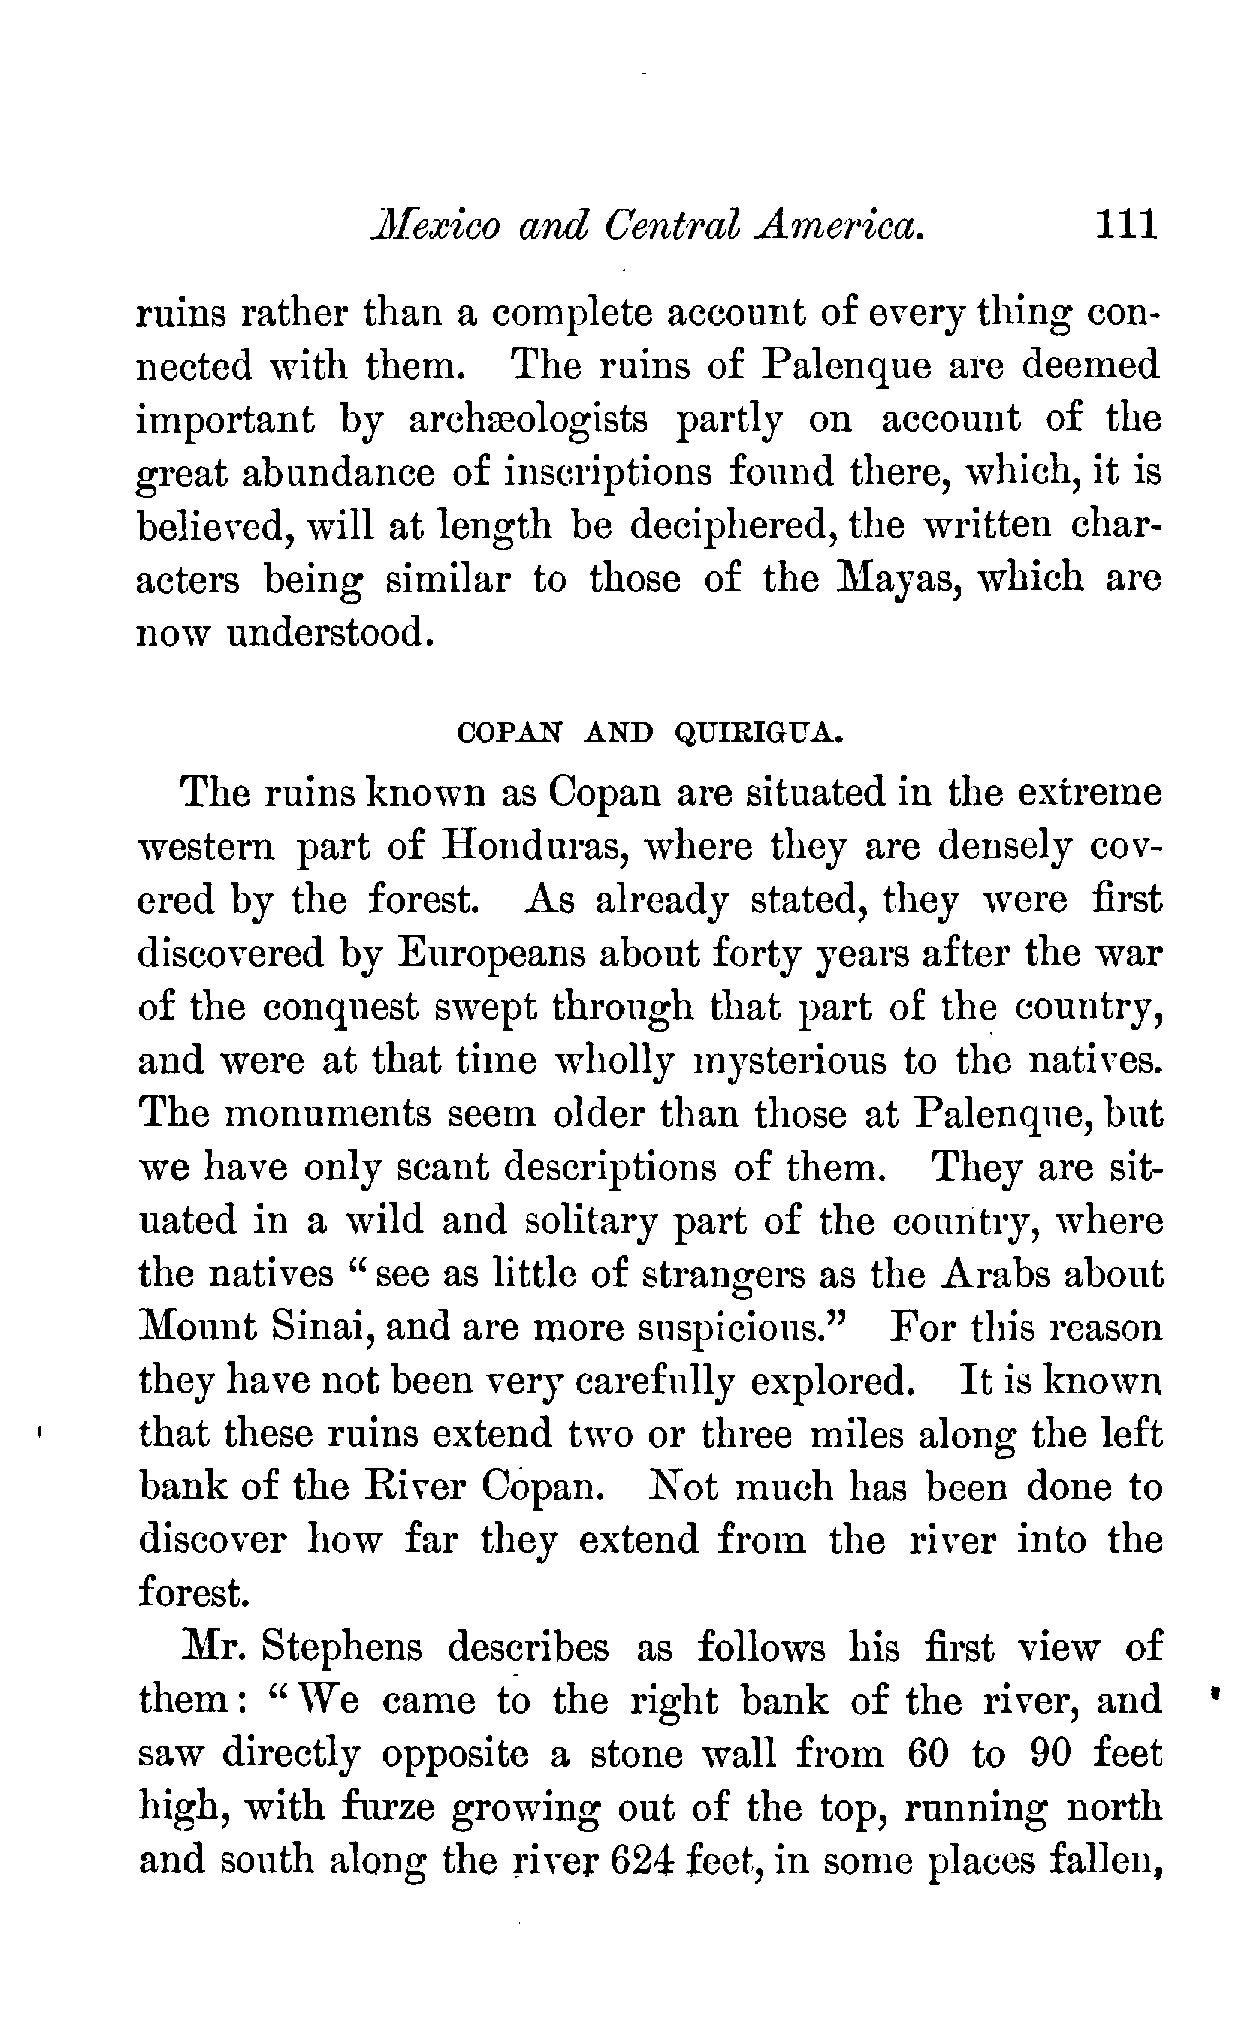 Mexico and Central America. 111
ruins rather than a complete account of every thing con-
nected with them. The ruins of Palenque are deemed
important by archæologists partly on account of the
great abundance of inscriptions found there, which, it is
believed, will at length be deciphered, the written char-
acters being similar to those of the Mayas, which are
now understood.
COPAN AND QUIRIGUA.
The ruins known as Copan are situated in the extreme
western part of Honduras, where they are densely cov-
ered by the forest. As already stated, they were first
discovered by Europeans about forty years after the war
of the conquest swept through that part of the country,
and were at that time wholly mysterious to the natives.
The monuments seem older than those at Palenque, but
we have only scant descriptions of them. They are sit-
uated in a wild and solitary part of the country, where
the natives “see as little of strangers as the Arabs about
Mount Sinai, and are more suspicious.” For this reason
they have not been very carefully explored. It is known
that these ruins extend two or three miles along the left
bank of the River Copan. Not much has been done to
discover how far they extend from the river into the
forest.
Mr. Stephens describes as follows his first view of
them: “We came to the right bank of the river, and
saw directly opposite a stone wall from 60 to 90 feet
high, with furze growing out of the top, running north
and south along the river 624 feet, in some places fallen,